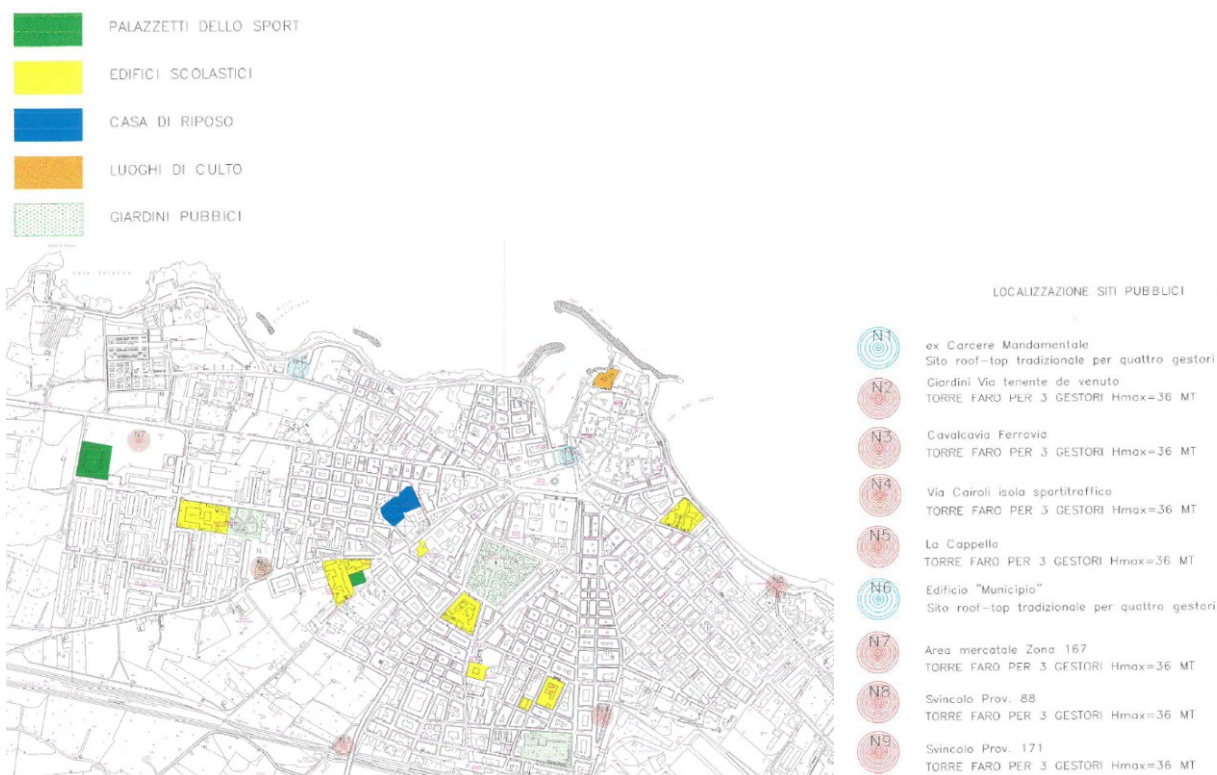 PALAZZETTI DELLO SPORT
EDIFICI SCOLASTICI
CASA DI RIPOSO
LUOGHI DI CULTO
GIARDINI PUBBICI
N7
LOCALIZZAZIONE SITI PUBBLICI
N1
ex Carcere Mandamentale
Sito roof-top tradizionale per quattro gestori
N2
Giardini Via tenente de venuto
TORRE FARO PER 3 GESTORI Hmax=36 MT
N3
Cavalcavia Ferrovia
TORRE FARO PER 3 GESTORI Hmax=36 MT
N4
Via Cairoli isola spartitraffico
TORRE FARO PER 3 GESTORI Hmax=36 MT
N5
La Cappella
TORRE FARO PER 3 GESTORI Hmax=36 MT
N6
Edificio "Municipio"
Sito roof-top tradizionale per quattro gestori
N7
Area mercatale Zona 167
TORRE FARO PER 3 GESTORI Hmax=36 MT
N8
Svincolo Prov. 88
TORRE FARO PER 3 GESTORI Hmax=36 MT
N9
Svincolo Prov. 171
TORRE FARO PER 3 GESTORI Hmax=36 MT